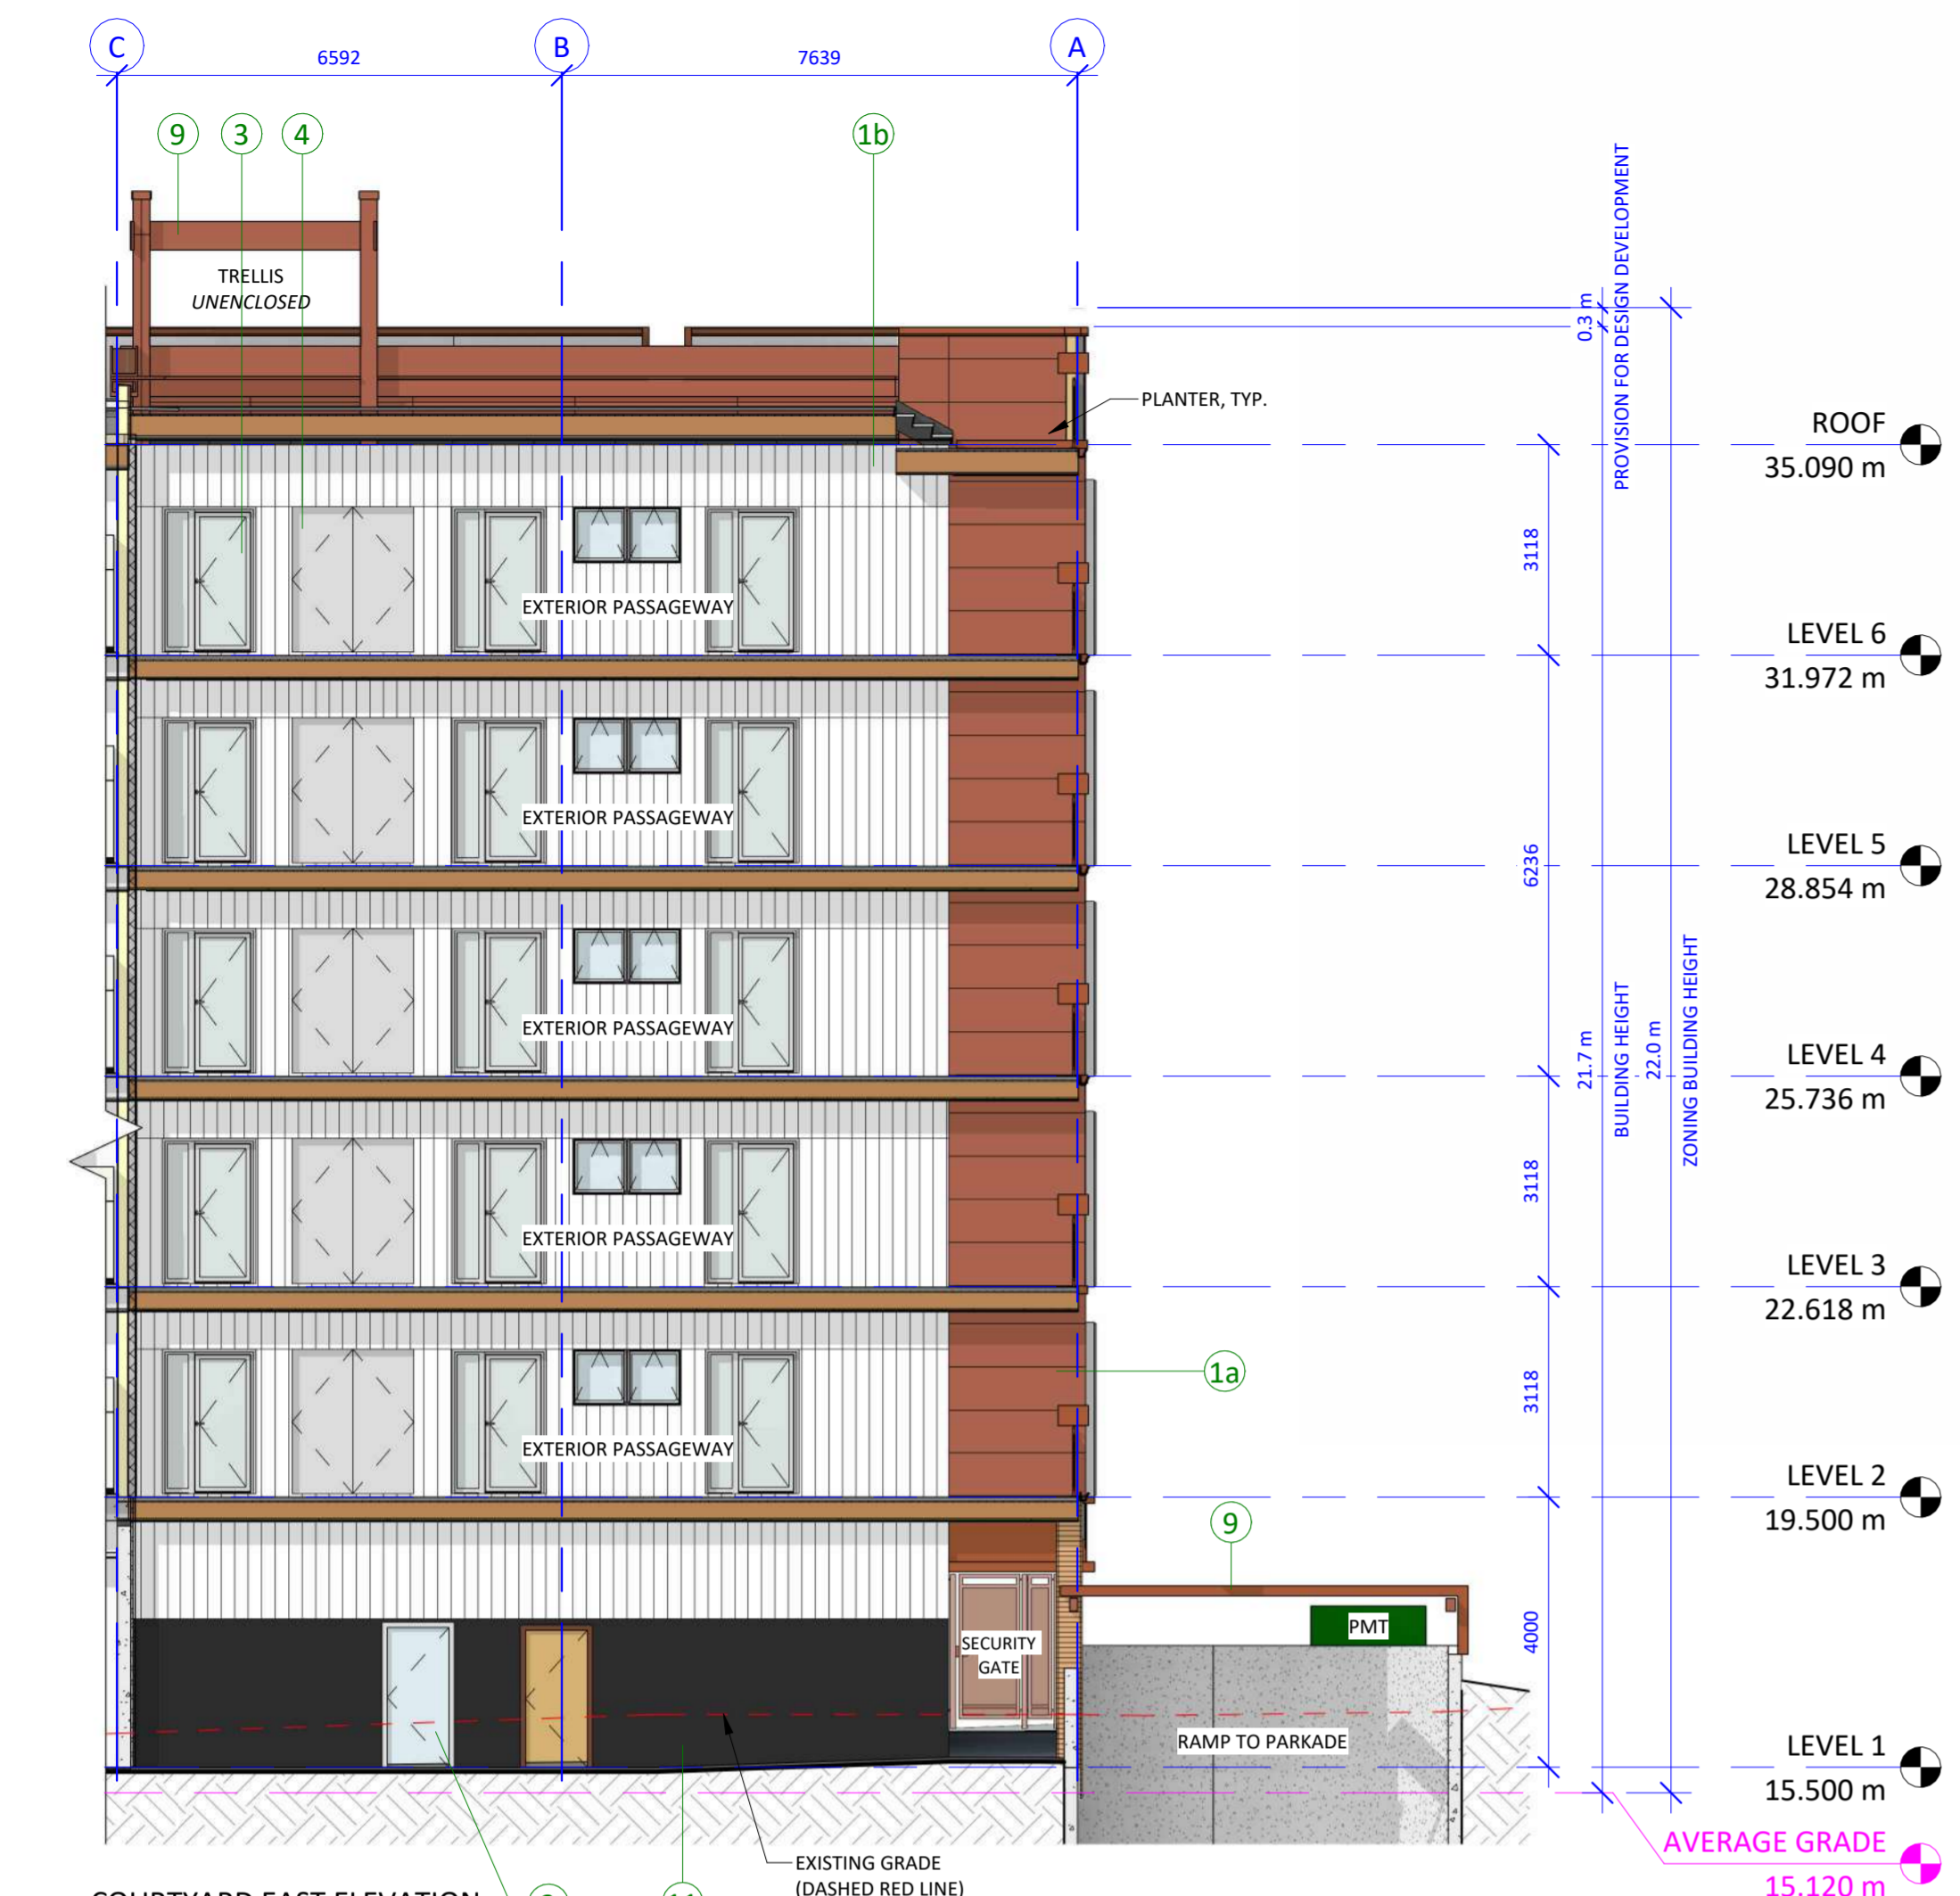 C
6592
B
7639
A
9
3
4
1b
TRELLIS
UNENCLOSED
PLANTER, TYP.
0.3 m
PROVISION FOR DESIGN DEVELOPMENT
ROOF
35.090 m
3118
EXTERIOR PASSAGEWAY
LEVEL 6
31.972 m
EXTERIOR PASSAGEWAY
6236
LEVEL 5
28.854 m
EXTERIOR PASSAGEWAY
21.7 m
BUILDING HEIGHT
22.0 m
ZONING BUILDING HEIGHT
LEVEL 4
25.736 m
3118
EXTERIOR PASSAGEWAY
LEVEL 3
22.618 m
1a
3118
EXTERIOR PASSAGEWAY
LEVEL 2
19.500 m
9
PMT
4000
SECURITY
GATE
RAMP TO PARKADE
LEVEL 1
15.500 m
AVERAGE GRADE
15.120 m
EXISTING GRADE
(DASHED RED LINE)
COURTYARD EAST ELEVATION